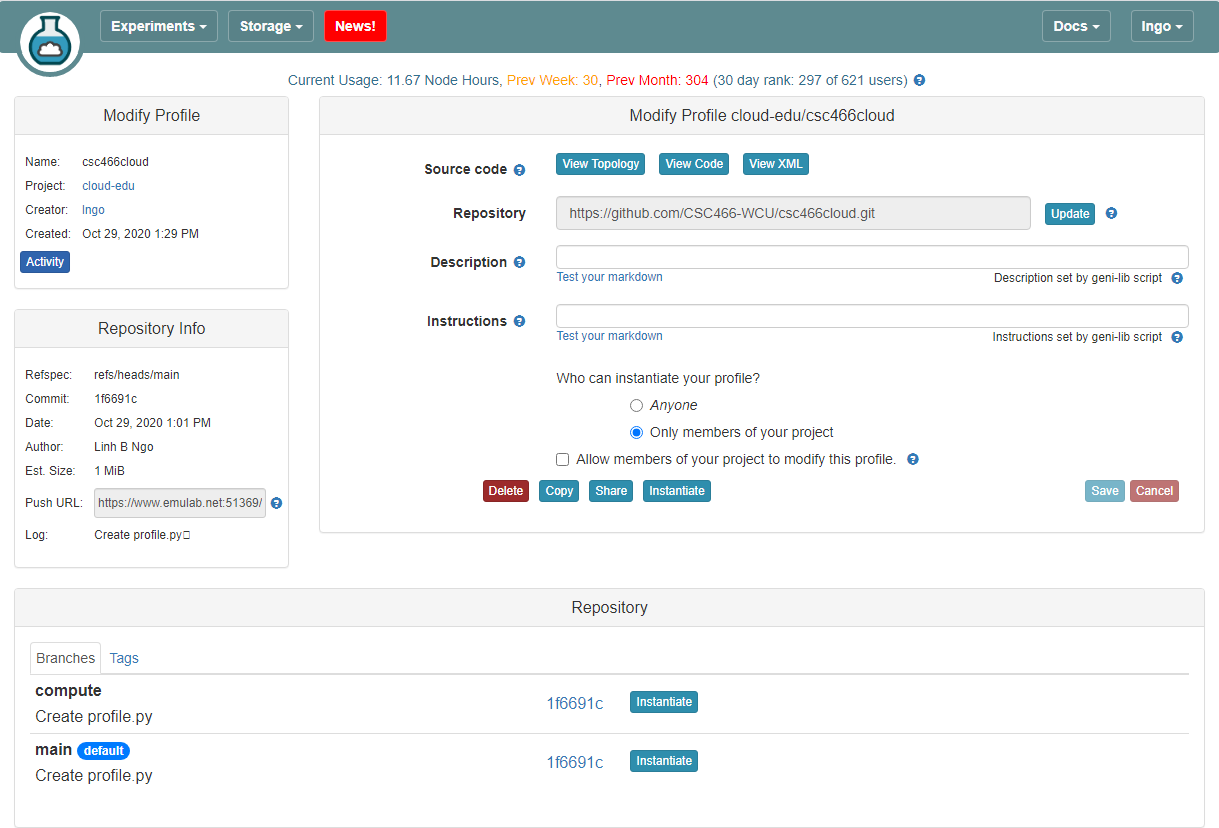 Experiments Storage News! Docs Ingo
Current Usage: 11.67 Node Hours, Prev Week: 30, Prev Month: 304 (30 day rank: 297 of 621 users)
Modify Profile
Name: csc466cloud
Project: cloud-edu
Creator: lngo
Created: Oct 29, 2020 1:29 PM
Activity
Repository Info
Refspec: refs/heads/main
Commit: 1f6691c
Date: Oct 29, 2020 1:01 PM
Author: Linh B Ngo
Est. Size: 1 MiB
Push URL: https://www.emulab.net:51369/
Log: Create profile.py
Modify Profile cloud-edu/csc466cloud
Source code View Topology View Code View XML
Repository https://github.com/CSC466-WCU/csc466cloud.git Update
Description
Test your markdown Description set by geni-lib script
Instructions
Test your markdown Instructions set by geni-lib script
Who can instantiate your profile?
Anyone
Only members of your project
Allow members of your project to modify this profile.
Delete Copy Share Instantiate Save Cancel
Repository
Branches Tags
compute
Create profile.py
1f6691c Instantiate
main default
Create profile.py
1f6691c Instantiate